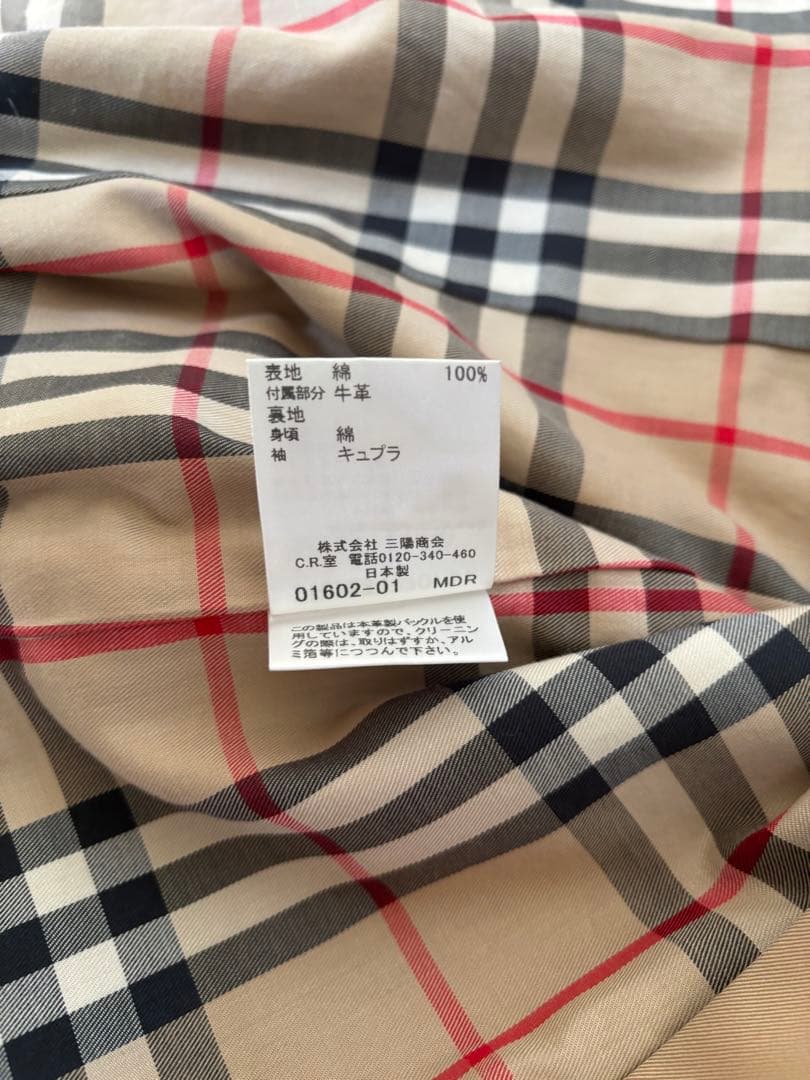 表地 綿 100%
付属部分 牛革
裏地
身頃 綿
袖 キュプラ
株式会社 三陽商会
C.R.室 電話0120-340-460
日本製
01602-01 MDR
この製品は本革製バックルを使
用していますので、クリーニン
グの際は、取りはずすか、アル
ミ箔等につつんで下さい。